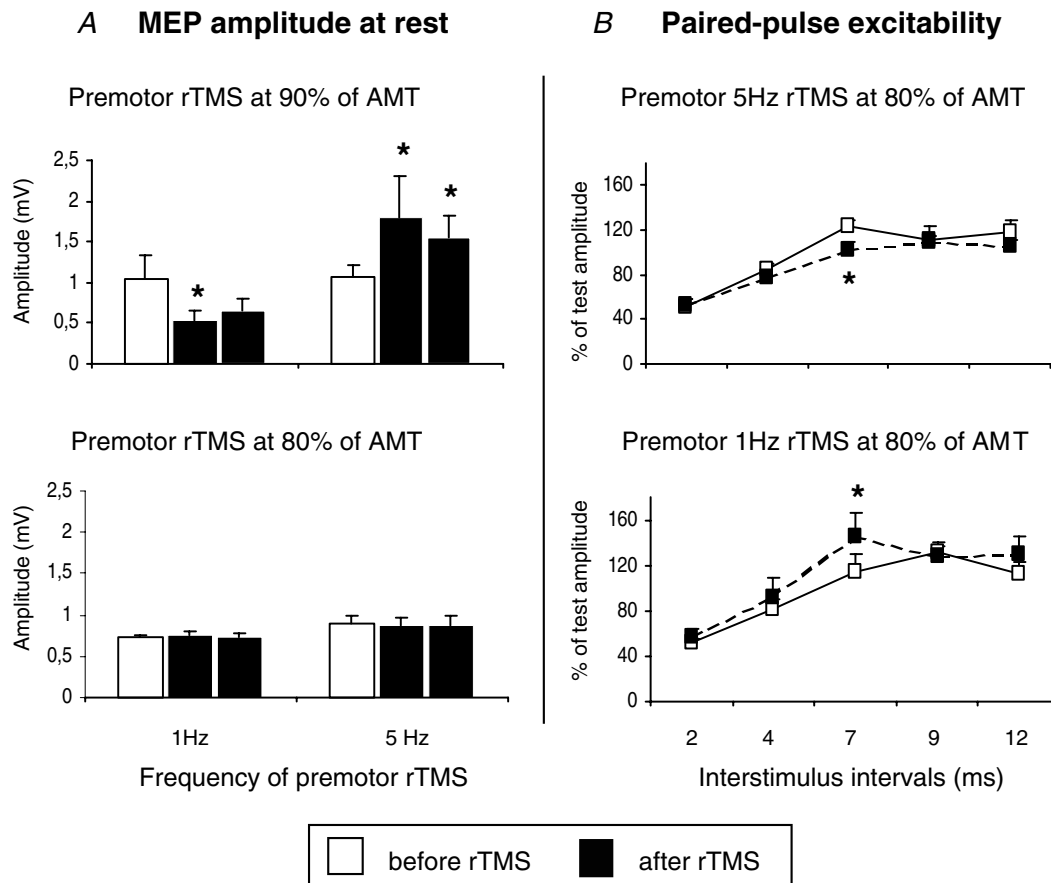 A MEP amplitude at rest
Premotor rTMS at 90% of AMT
Amplitude (mV)
2,5
2
1,5
1
0,5
0
*
*
*
Premotor rTMS at 80% of AMT
Amplitude (mV)
2,5
2
1,5
1
0,5
0
1Hz
5 Hz
Frequency of premotor rTMS
B Paired-pulse excitability
Premotor 5Hz rTMS at 80% of AMT
% of test amplitude
160
120
80
40
0
*
Premotor 1Hz rTMS at 80% of AMT
% of test amplitude
160
120
80
40
0
*
2 4 7 9 12
Interstimulus intervals (ms)
before rTMS after rTMS